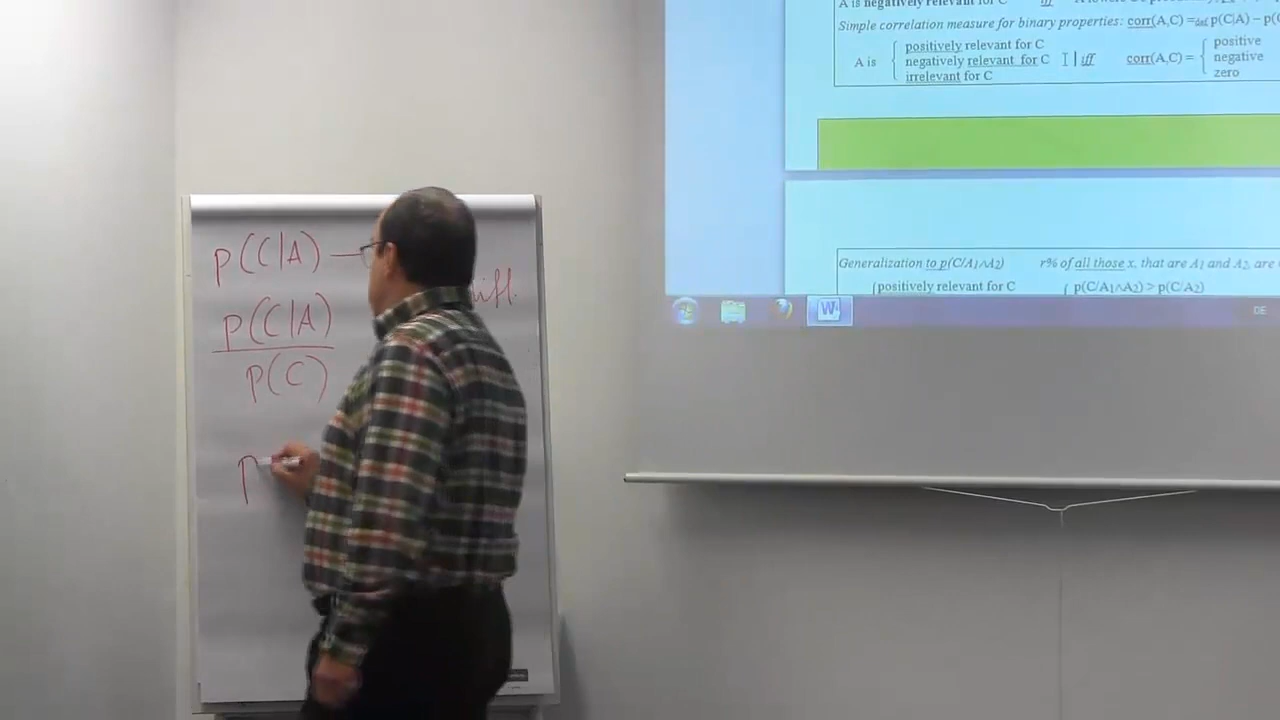 p(C|A) –
diff.
p(C|A)
p(C)
p
A is negatively relevant for C iff
Simple correlation measure for binary properties: corr(A,C) =def p(C|A) – p(
A is { positively relevant for C
negatively relevant for C iff corr(A,C) = { positive
irrelevant for C negative
zero
Generalization to p(C/A₁∧A₂) r% of all those x, that are A₁ and A₂, are
{ positively relevant for C { p(C/A₁∧A₂) > p(C/A₂)
W
DE